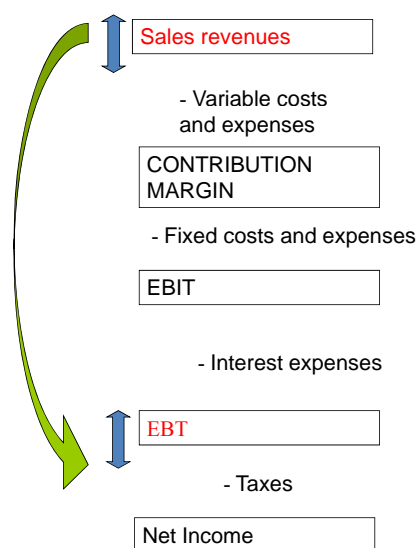 Sales revenues
- Variable costs
and expenses
CONTRIBUTION
MARGIN
- Fixed costs and expenses
EBIT
- Interest expenses
EBT
- Taxes
Net Income